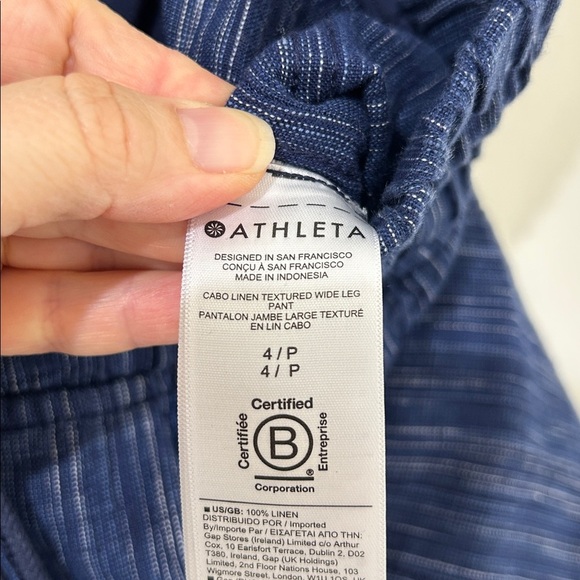 ATHLETA
DESIGNED IN SAN FRANCISCO
CONÇU À SAN FRANCISCO
MADE IN INDONESIA
CABO LINEN TEXTURED WIDE LEG
PANT
PANTALON JAMBE LARGE TEXTURÉ
EN LIN CABO
4 / P
4 / P
Certified
Certifiée
B
®
Entreprise
Corporation
US/GB: 100% LINEN
DISTRIBUIDO POR / Imported
By/Importe Par / ΕΙΣΑΓΕΤΑΙ ΑΠΟ ΤΗΝ:
Gap Stores (Ireland) Limited c/o Arthur
Cox, 10 Earlsfort Terrace, Dublin 2, D02
T380, Ireland, Gap (UK Holdings)
Limited, 2nd Floor Nations House, 103
Wigmore Street, London, W1U 1QS, UK